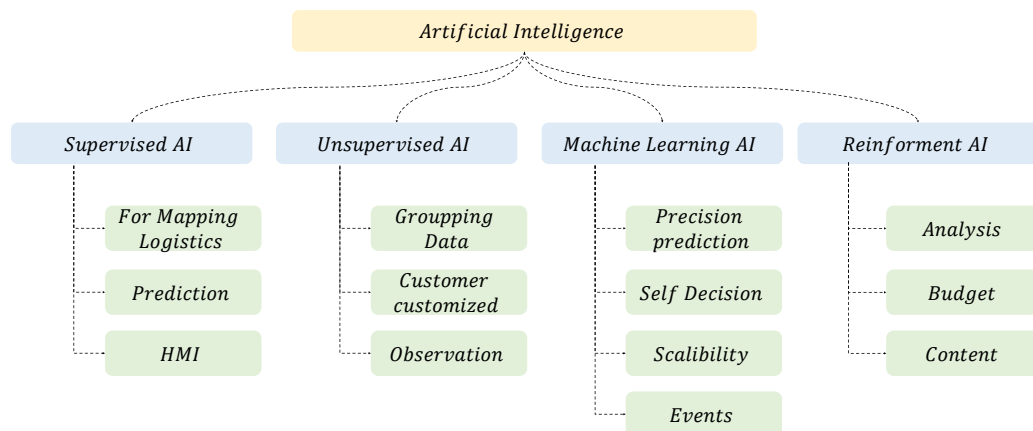 Artificial Intelligence
Supervised AI
Unsupervised AI
Machine Learning AI
Reinforment AI
For Mapping
Logistics
Prediction
HMI
Groupping
Data
Customer
customized
Observation
Precision
prediction
Self Decision
Scalibility
Events
Analysis
Budget
Content